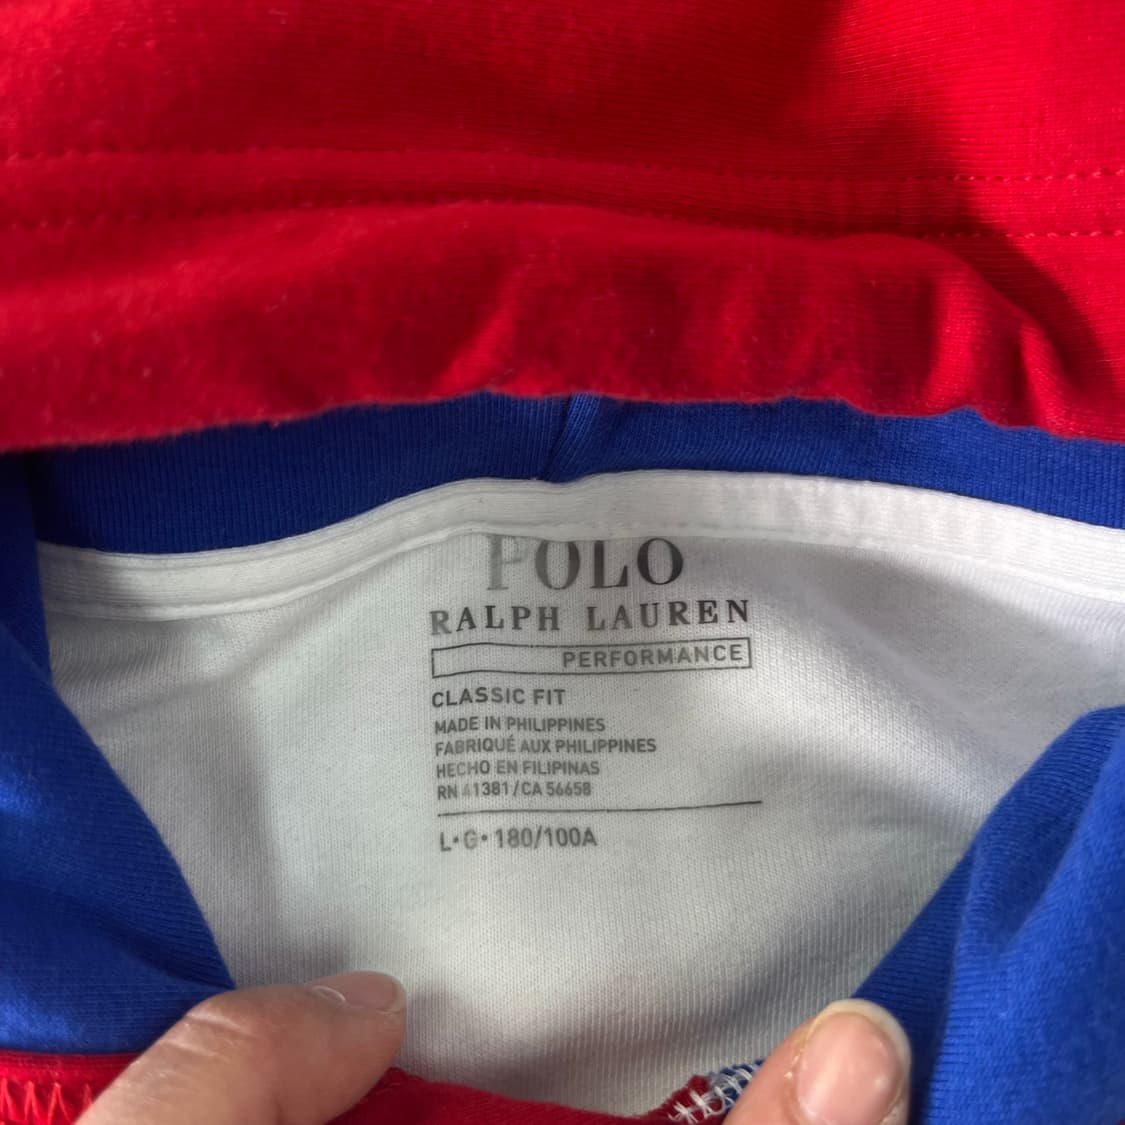 POLO
RALPH LAUREN
PERFORMANCE
CLASSIC FIT
MADE IN PHILIPPINES
FABRIQUÉ AUX PHILIPPINES
HECHO EN FILIPINAS
RN 41381/CA 56658
L•G•180/100A